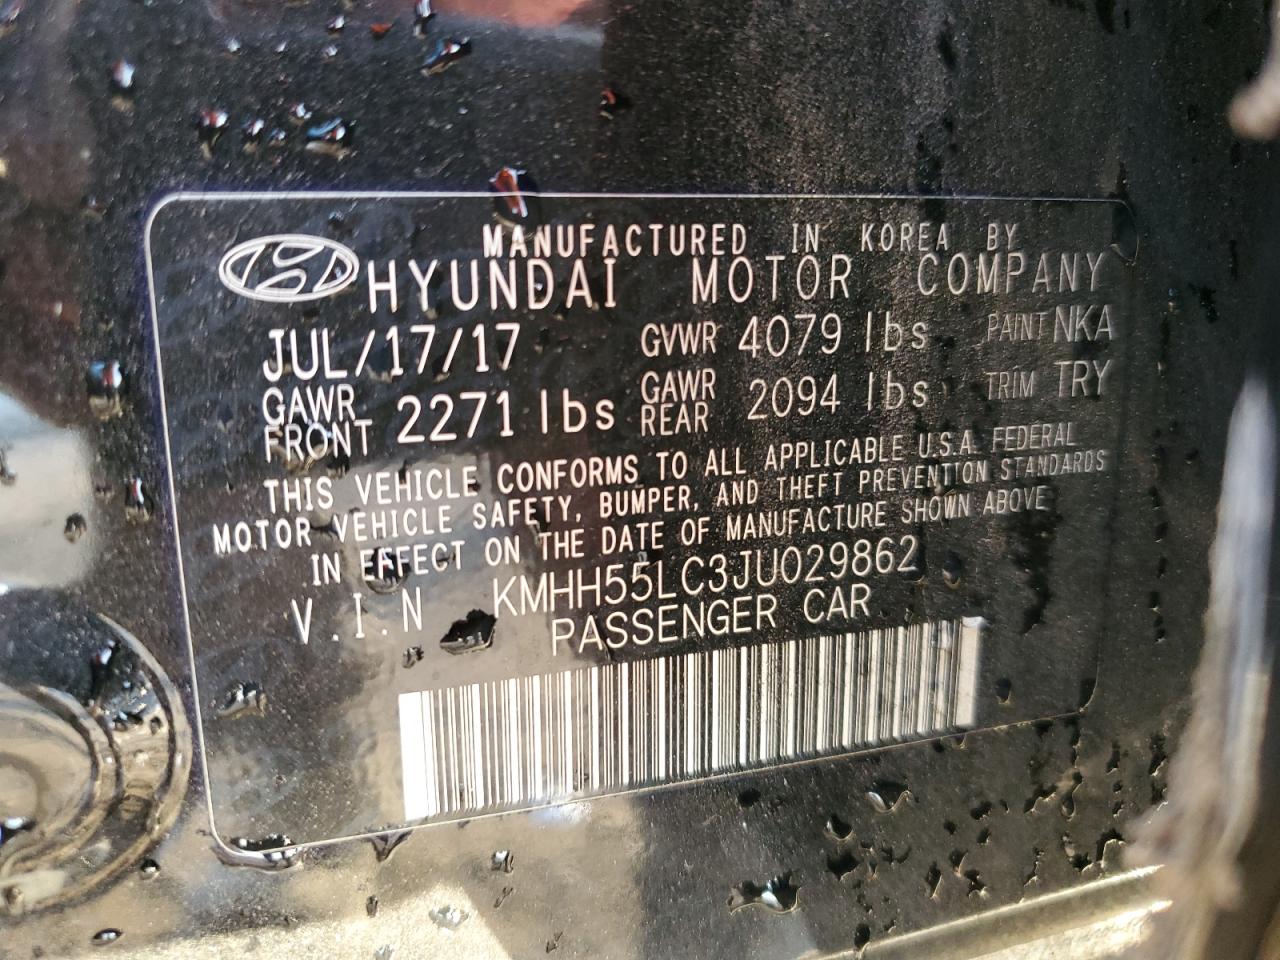 MANUFACTURED IN KOREA BY
HYUNDAI MOTOR COMPANY
JUL/17/17 GVWR 4079 lbs PAINT NKA
GAWR FRONT 2271 lbs GAWR REAR 2094 lbs TRIM TRY
THIS VEHICLE CONFORMS TO ALL APPLICABLE U.S.A. FEDERAL
MOTOR VEHICLE SAFETY, BUMPER, AND THEFT PREVENTION STANDARDS
IN EFFECT ON THE DATE OF MANUFACTURE SHOWN ABOVE
V.I.N KMHH55LC3JU029862
PASSENGER CAR